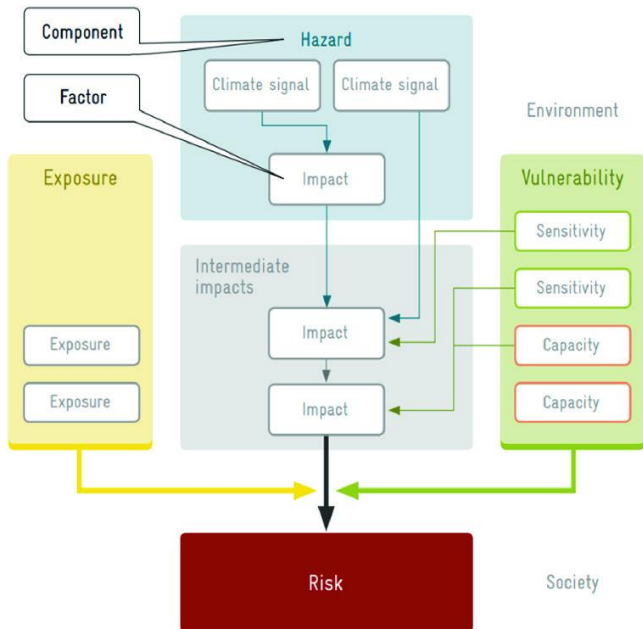 Component
Hazard
Climate signal
Climate signal
Factor
Environment
Exposure
Impact
Vulnerability
Sensitivity
Intermediate
impacts
Sensitivity
Impact
Exposure
Capacity
Impact
Exposure
Capacity
Risk
Society